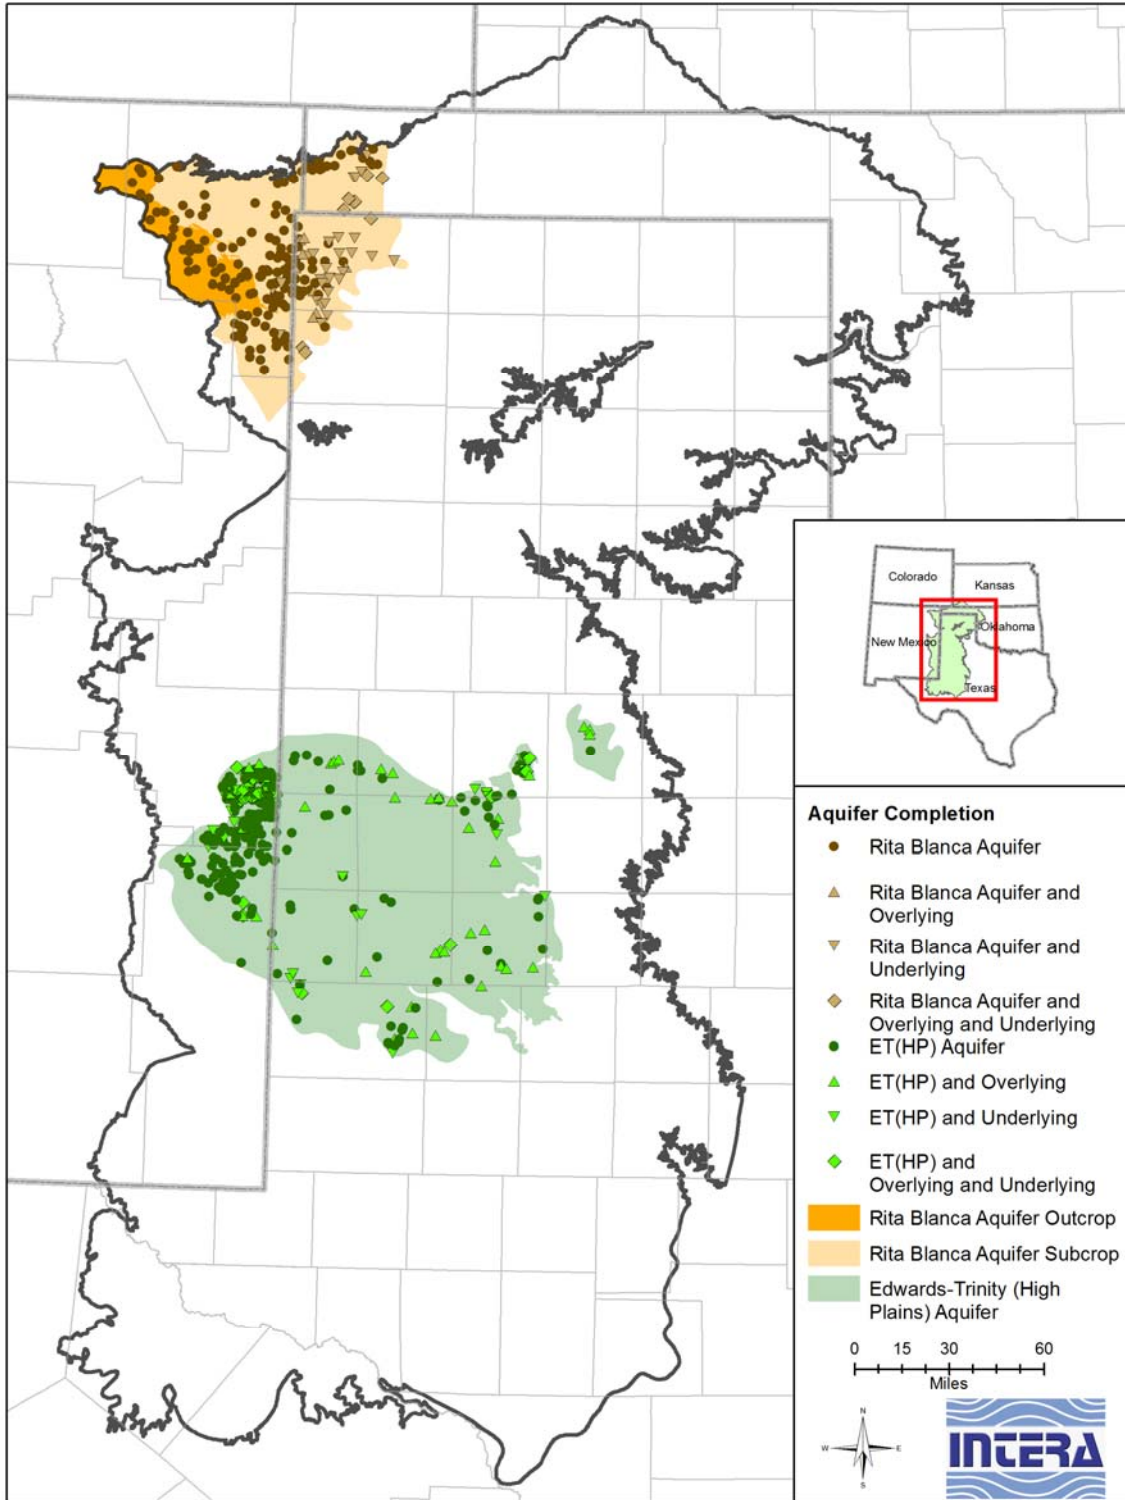 Colorado
Kansas
New Mexico
Oklahoma
Texas
Aquifer Completion
Rita Blanca Aquifer
Rita Blanca Aquifer and
Overlying
Rita Blanca Aquifer and
Underlying
Rita Blanca Aquifer and
Overlying and Underlying
ET(HP) Aquifer
ET(HP) and Overlying
ET(HP) and Underlying
ET(HP) and
Overlying and Underlying
Rita Blanca Aquifer Outcrop
Rita Blanca Aquifer Subcrop
Edwards-Trinity (High
Plains) Aquifer
0 15 30 60
Miles
N
W E
S
INTERA